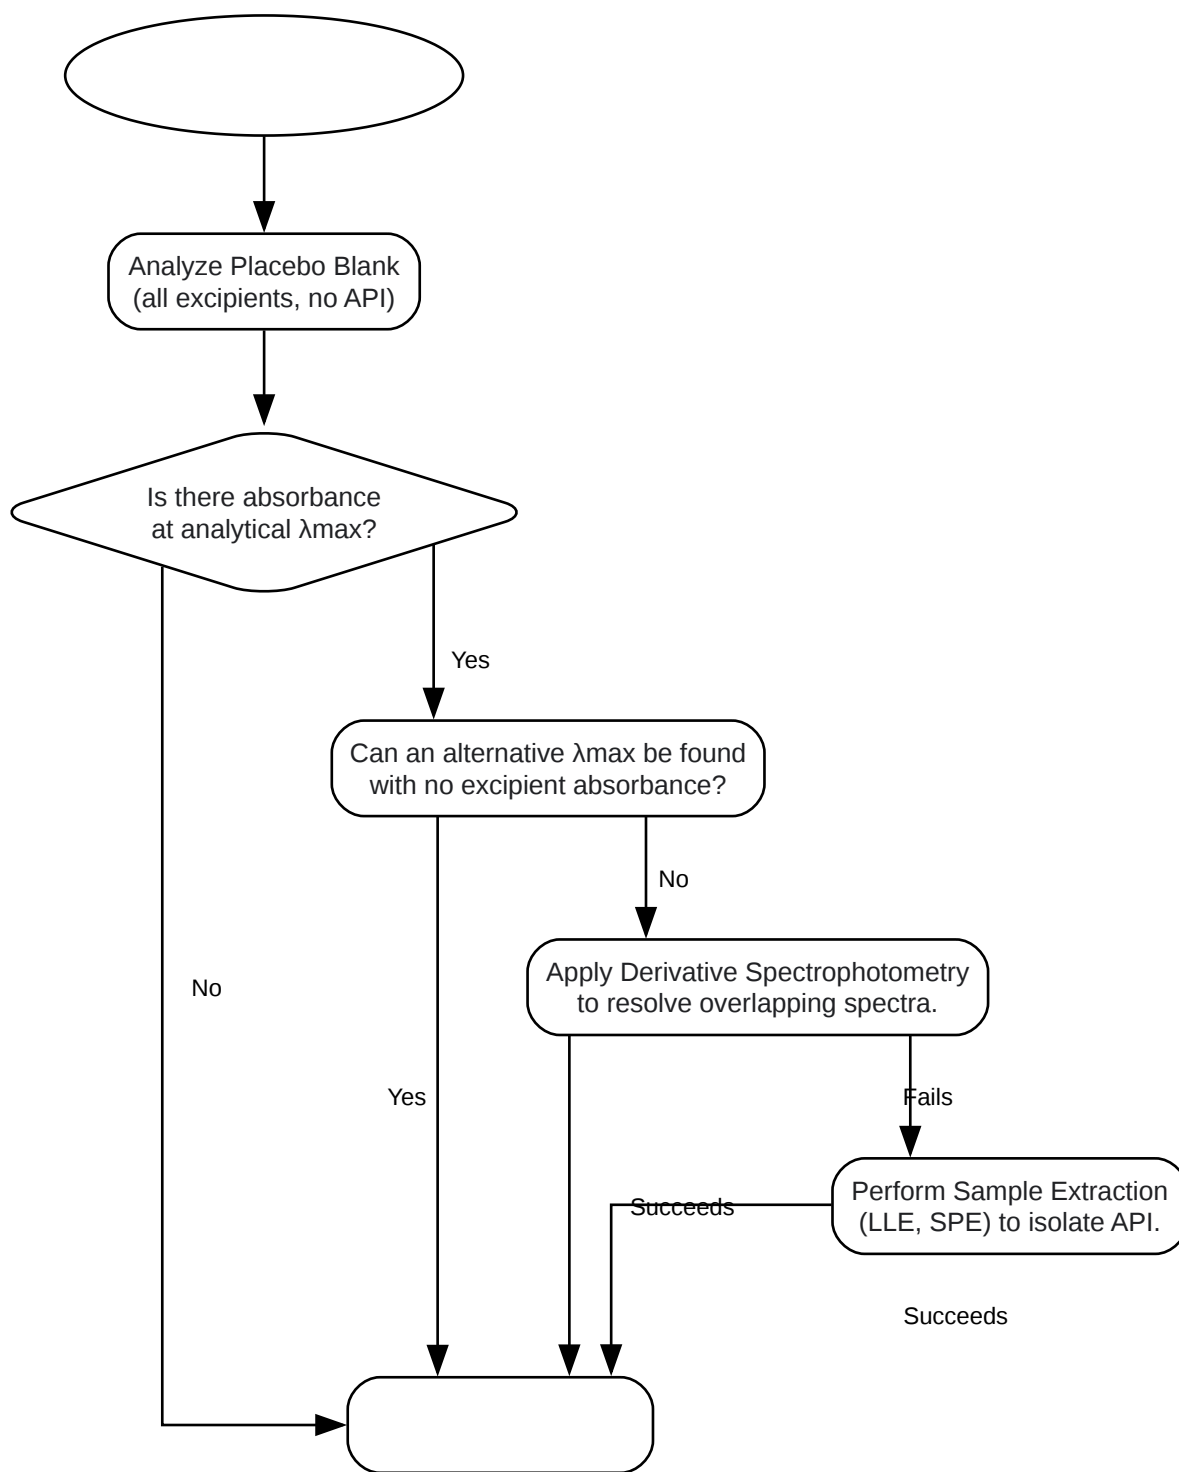 Analyze Placebo Blank
(all excipients, no API)
Is there absorbance
at analytical λmax?
Yes
Can an alternative λmax be found
with no excipient absorbance?
No
Apply Derivative Spectrophotometry
to resolve overlapping spectra.
No
Yes
Fails
Perform Sample Extraction
(LLE, SPE) to isolate API.
Succeeds
Succeeds